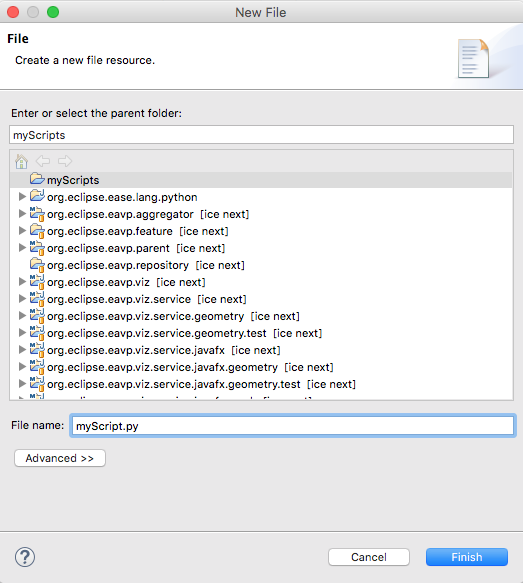 New File
File
Create a new file resource.
Enter or select the parent folder:
myScripts
myScripts
org.eclipse.ease.lang.python
org.eclipse.eavp.aggregator [ice next]
org.eclipse.eavp.feature [ice next]
org.eclipse.eavp.parent [ice next]
org.eclipse.eavp.repository [ice next]
org.eclipse.eavp.viz [ice next]
org.eclipse.eavp.viz.service [ice next]
org.eclipse.eavp.viz.service.geometry [ice next]
org.eclipse.eavp.viz.service.geometry.test [ice next]
org.eclipse.eavp.viz.service.javafx [ice next]
org.eclipse.eavp.viz.service.javafx.geometry [ice next]
org.eclipse.eavp.viz.service.javafx.geometry.test [ice next]
File name: myScript.py
Advanced >>
? Cancel Finish